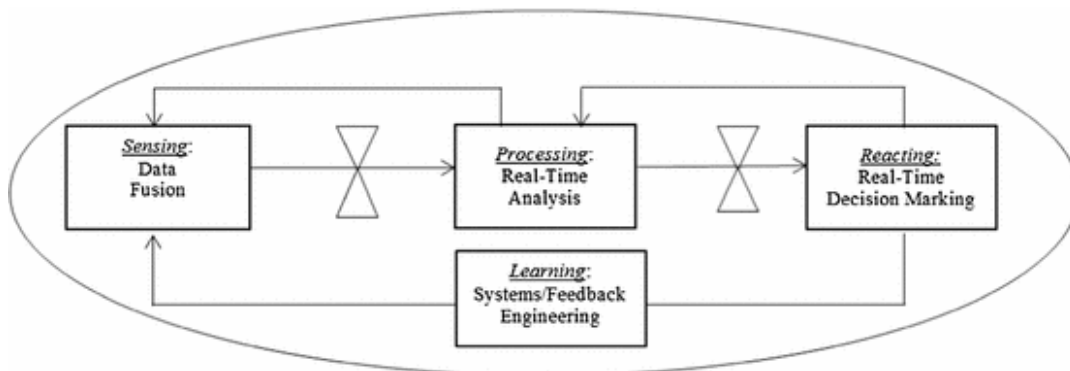 Sensing:
Data
Fusion
Processing:
Real-Time
Analysis
Reacting:
Real-Time
Decision Marking
Learning:
Systems/Feedback
Engineering